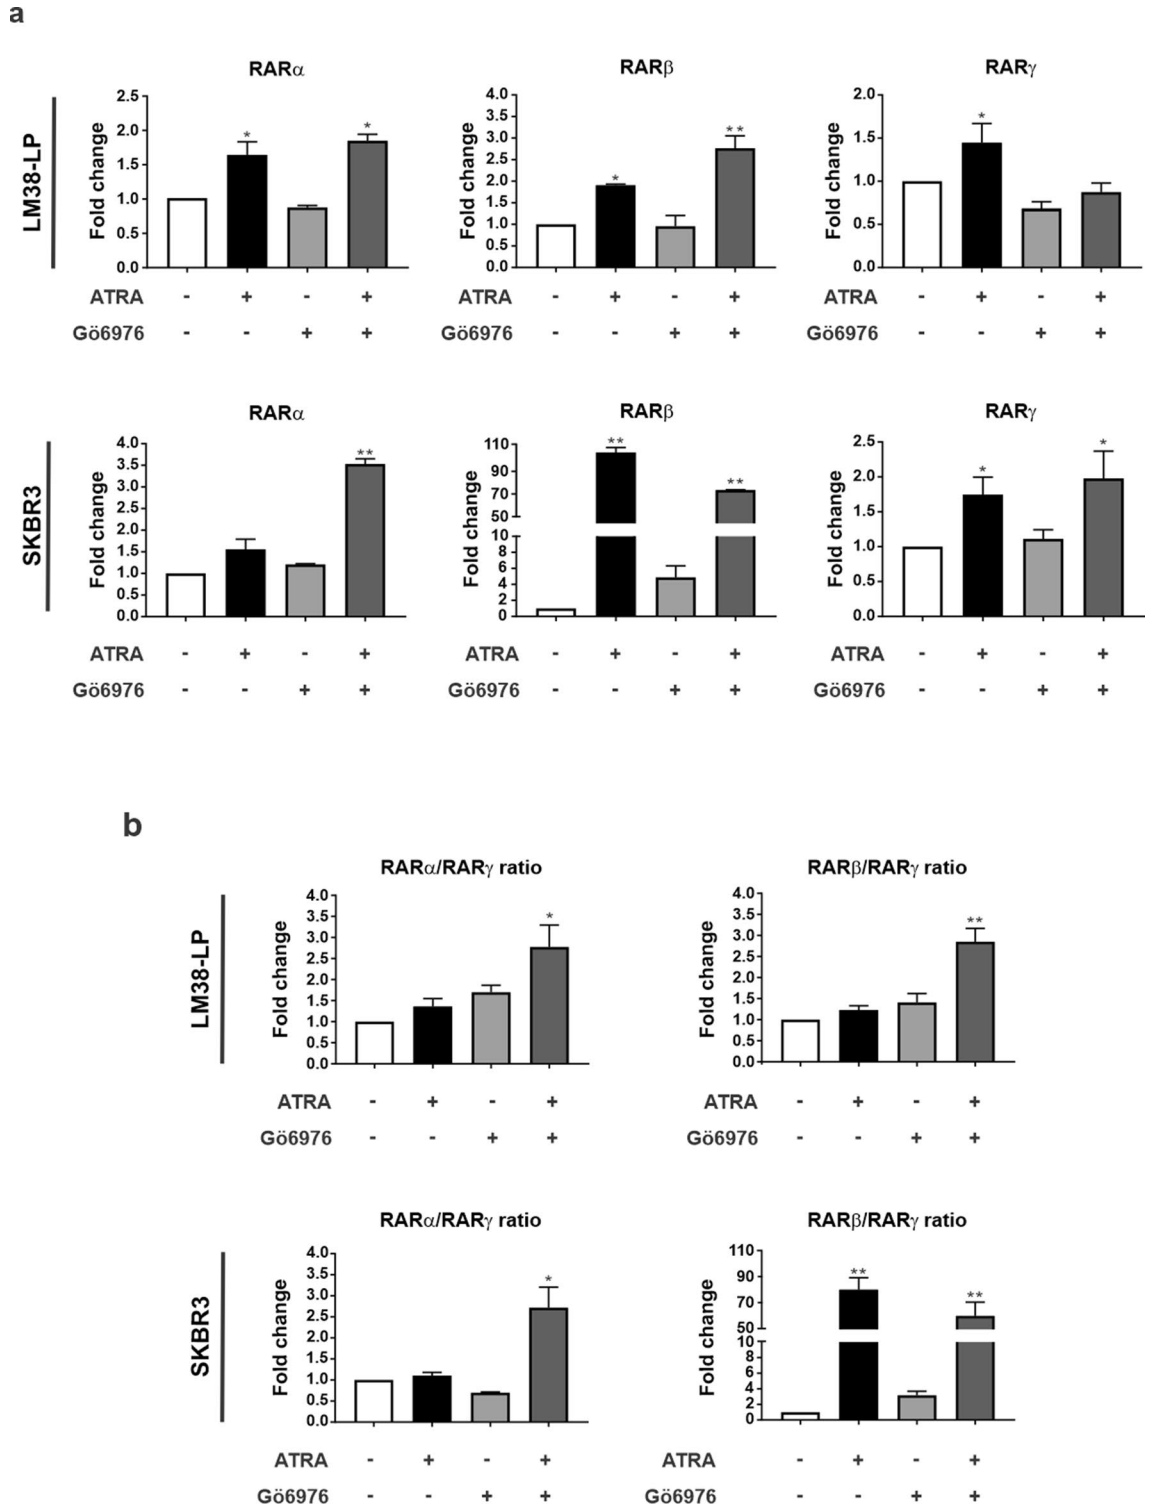 a
RARα
RARβ
RARγ
LM38-LP
Fold change
2.5
2.0
1.5
1.0
0.5
0.0
*
*
Fold change
4.0
3.5
3.0
2.5
2.0
1.5
1.0
0.5
0.0
*
**
Fold change
2.0
1.5
1.0
0.5
0.0
*
ATRA - + - +
ATRA - + - +
ATRA - + - +
Gö6976 - - + +
Gö6976 - - + +
Gö6976 - - + +
RARα
RARβ
RARγ
SKBR3
Fold change
4.0
3.5
3.0
2.5
2.0
1.5
1.0
0.5
0.0
**
Fold change
110
90
70
50
10
8
6
4
2
0
**
**
Fold change
2.5
2.0
1.5
1.0
0.5
0.0
*
*
ATRA - + - +
ATRA - + - +
ATRA - + - +
Gö6976 - - + +
Gö6976 - - + +
Gö6976 - - + +
b
RARα/RARγ ratio
RARβ/RARγ ratio
LM38-LP
Fold change
4.0
3.5
3.0
2.5
2.0
1.5
1.0
0.5
0.0
*
Fold change
4.0
3.5
3.0
2.5
2.0
1.5
1.0
0.5
0.0
**
ATRA - + - +
ATRA - + - +
Gö6976 - - + +
Gö6976 - - + +
RARα/RARγ ratio
RARβ/RARγ ratio
SKBR3
Fold change
4.0
3.5
3.0
2.5
2.0
1.5
1.0
0.5
0.0
*
Fold change
110
90
70
50
10
8
6
4
2
0
**
**
ATRA - + - +
ATRA - + - +
Gö6976 - - + +
Gö6976 - - + +